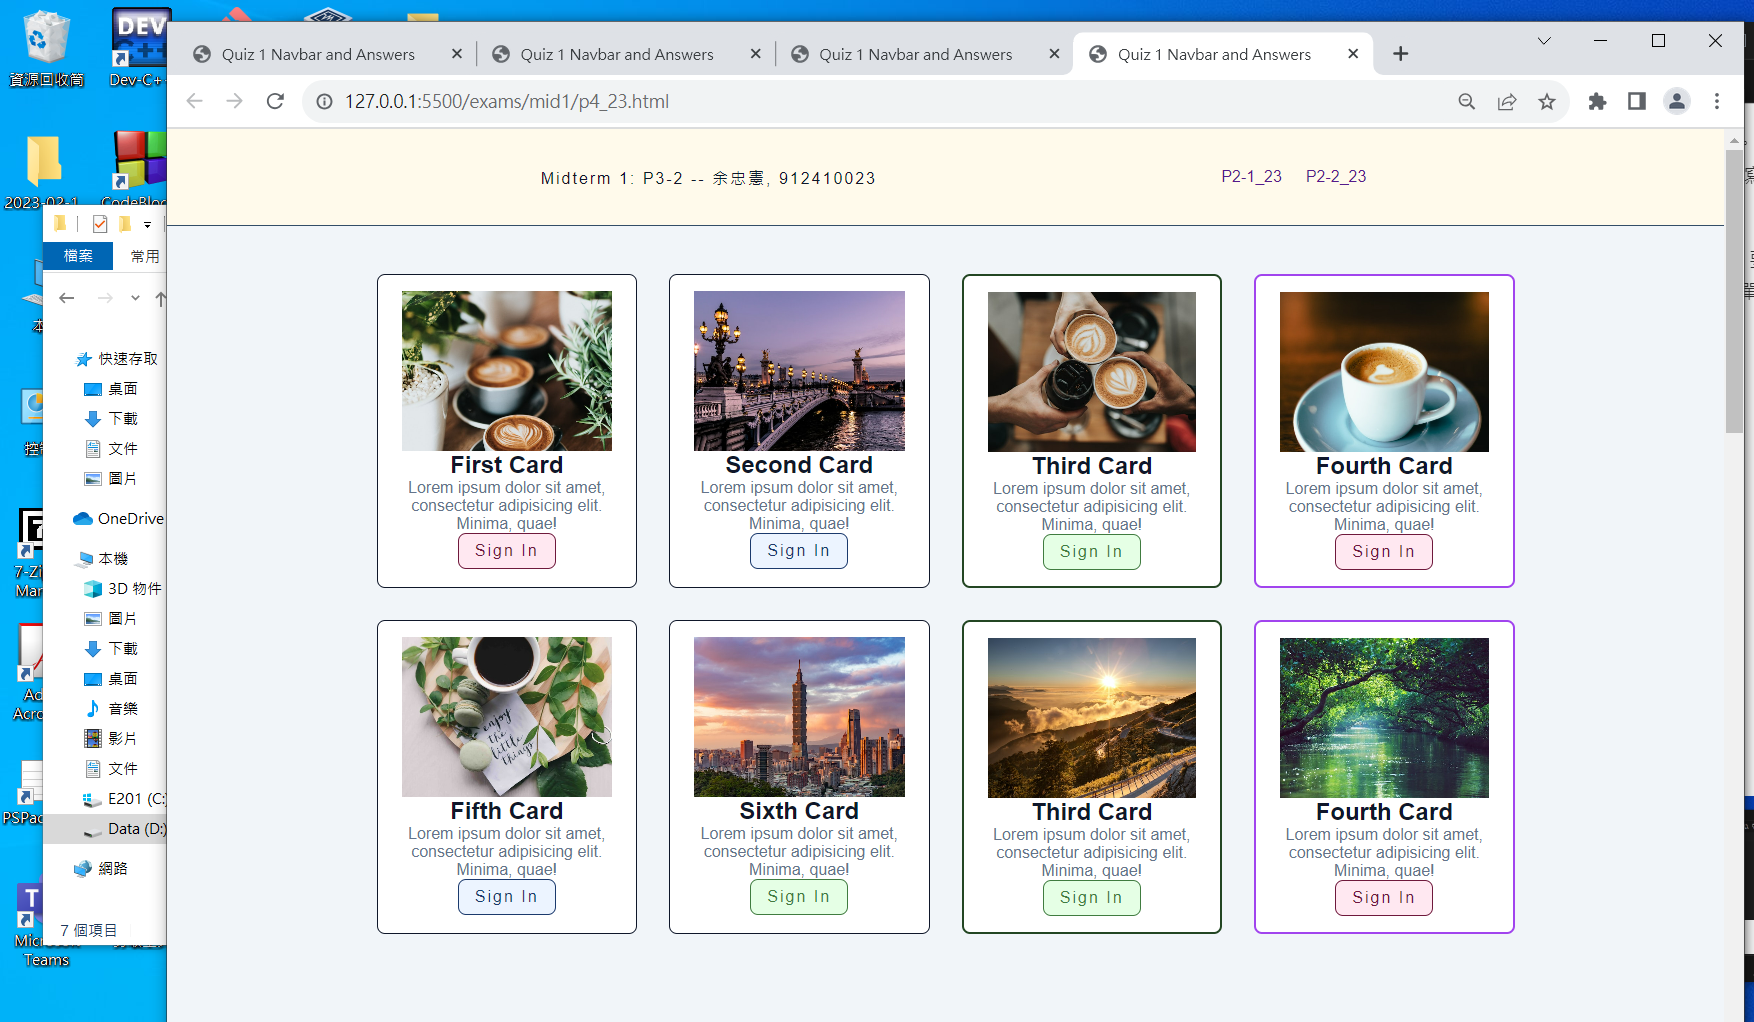 資源回收筒
Dev-C+
2023-02-1
CodeBloc
Quiz 1 Navbar and Answers
Quiz 1 Navbar and Answers
Quiz 1 Navbar and Answers
Quiz 1 Navbar and Answers
127.0.0.1:5500/exams/mid1/p4_23.html
Midterm 1: P3-2 -- 余忠憲, 912410023
P2-1_23
P2-2_23
First Card
Lorem ipsum dolor sit amet,
consectetur adipisicing elit.
Minima, quae!
Sign In
Second Card
Lorem ipsum dolor sit amet,
consectetur adipisicing elit.
Minima, quae!
Sign In
Third Card
Lorem ipsum dolor sit amet,
consectetur adipisicing elit.
Minima, quae!
Sign In
Fourth Card
Lorem ipsum dolor sit amet,
consectetur adipisicing elit.
Minima, quae!
Sign In
enjoy
the
little
things
Fifth Card
Lorem ipsum dolor sit amet,
consectetur adipisicing elit.
Minima, quae!
Sign In
Sixth Card
Lorem ipsum dolor sit amet,
consectetur adipisicing elit.
Minima, quae!
Sign In
Third Card
Lorem ipsum dolor sit amet,
consectetur adipisicing elit.
Minima, quae!
Sign In
Fourth Card
Lorem ipsum dolor sit amet,
consectetur adipisicing elit.
Minima, quae!
Sign In
檔案
常用
快速存取
桌面
下載
文件
圖片
OneDrive
本機
3D 物件
圖片
下載
桌面
音樂
影片
文件
E201 (C:)
Data (D:)
網路
7 個項目
7-Zi
Mar
Ad
Acro
PSPad
Micr
Teams